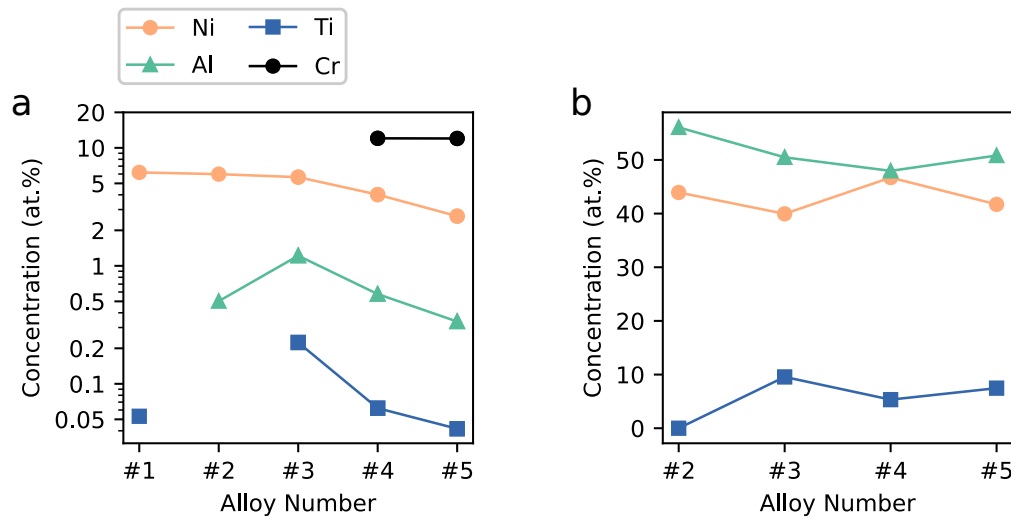 Ni Ti
Al Cr
a
20
10
5
2
1
0.5
0.2
0.1
0.05
Concentration (at.%)
#1 #2 #3 #4 #5
Alloy Number
b
50
40
30
20
10
0
Concentration (at.%)
#2 #3 #4 #5
Alloy Number